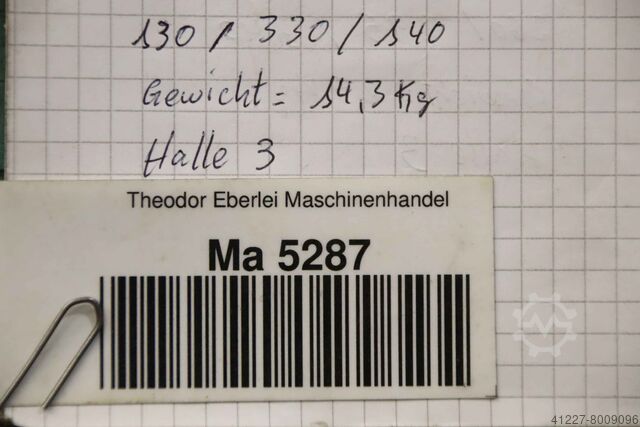 130 / 330 / 140
Gewicht = 14,3 Kg
Halle 3
Theodor Eberlei Maschinenhandel
Ma 5287
41227-8009096